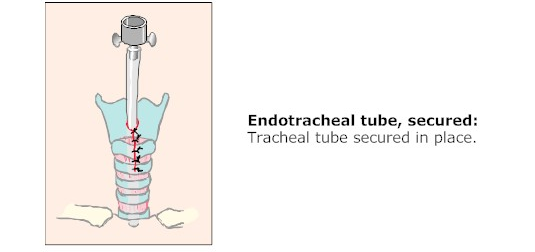 Endotracheal tube, secured:
Tracheal tube secured in place.